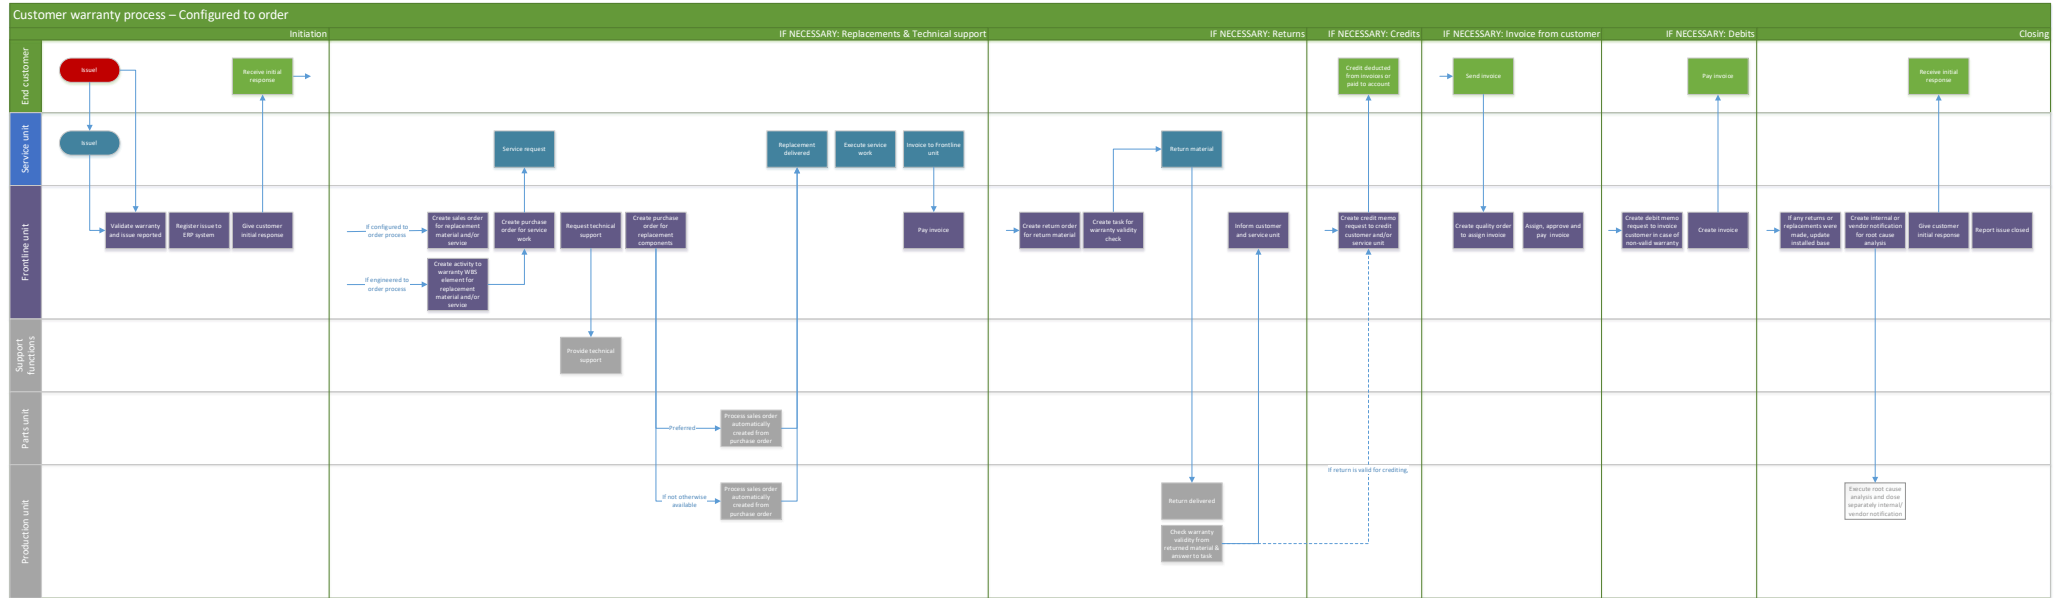 Customer warranty process – Configured to order
Initiation
IF NECESSARY: Replacements & Technical support
IF NECESSARY: Returns
IF NECESSARY: Credits
IF NECESSARY: Invoice from customer
IF NECESSARY: Debits
Closing
End customer
Issue!
Receive initial
response
Credit deducted
from invoices or
paid to account
Send invoice
Pay invoice
Receive initial
response
Service unit
Issue!
Service request
Replacement
delivered
Execute service
work
Invoice to Frontline
unit
Return material
Frontline unit
Validate warranty
and issue reported
Register issue to
ERP system
Give customer
initial response
If configured to
order process
Create sales order
for replacement
material and/or
service
Create purchase
order for service
work
Request technical
support
Create purchase
order for
replacement
components
Pay invoice
Create return order
for return material
Create task for
warranty validity
check
Inform customer
and service unit
Create credit memo
request to credit
customer and/or
service unit
Create quality order
to assign invoice
Assign, approve and
pay invoice
Create debit memo
request to invoice
customer in case of
non-valid warranty
Create invoice
If any returns or
replacements were
made, update
installed base
Create internal or
vendor notification
for root cause
analysis
Give customer
initial response
Report issue closed
If engineered to
order process
Create activity to
warranty WBS
element for
replacement
material and/or
service
Support
functions
Provide technical
support
Parts unit
Preferred
Process sales order
automatically
created from
purchase order
Production unit
If return is valid for crediting,
If not otherwise
available
Process sales order
automatically
created from
purchase order
Return delivered
Execute root cause
analysis and close
separately internal/
vendor notification
Check warranty
validity from
returned material &
answer to task